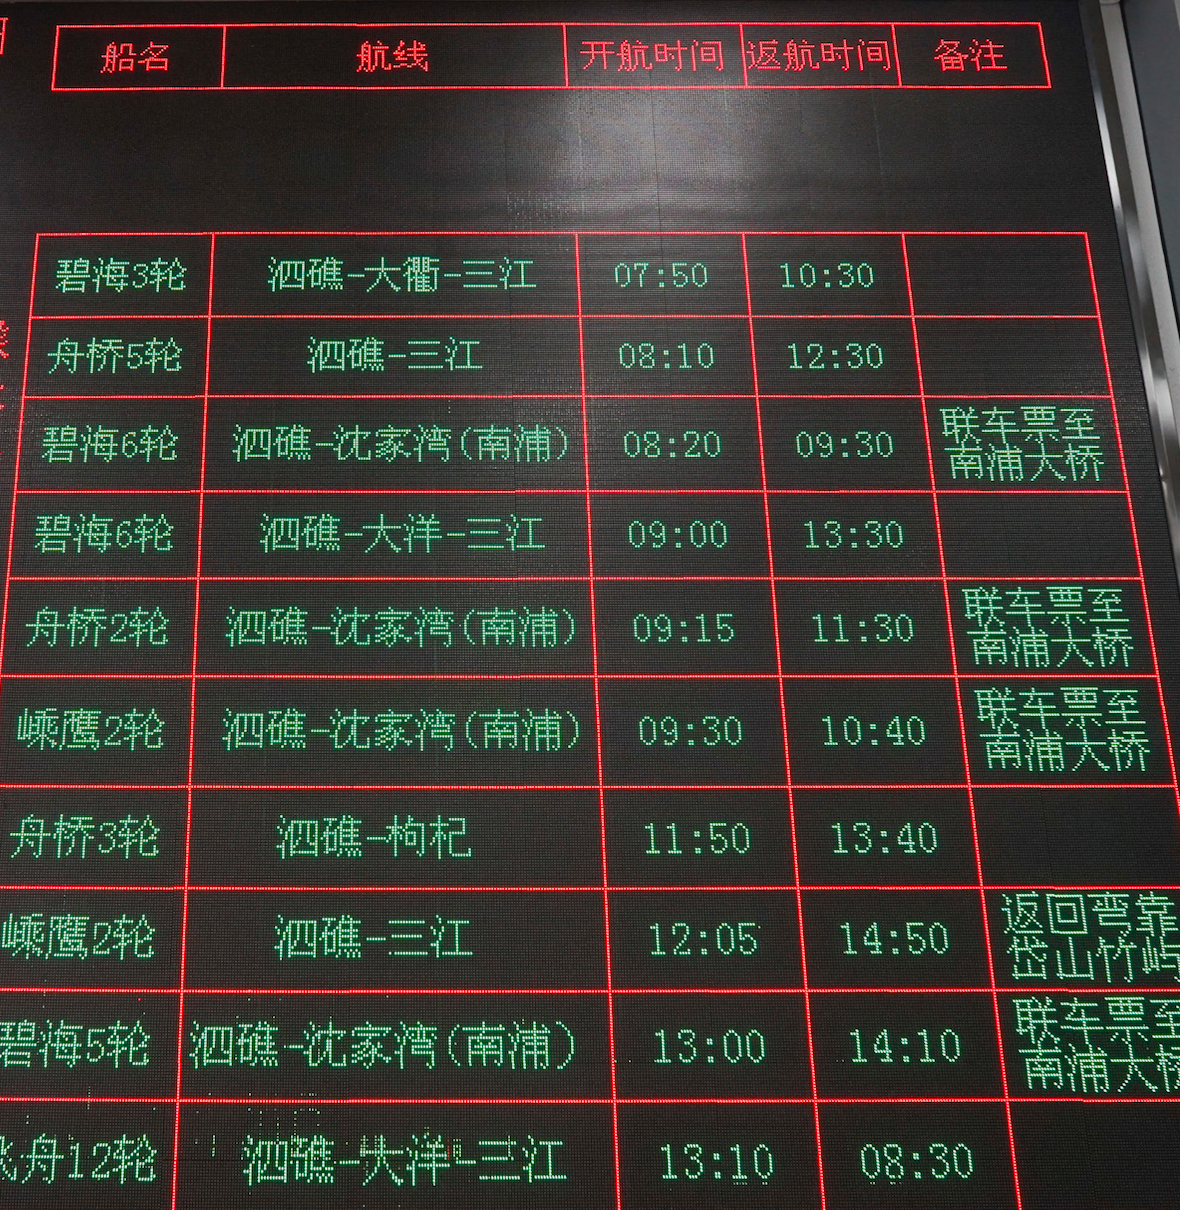 船名 航线 开航时间 返航时间 备注
碧海3轮 泗礁-大衢-三江 07:50 10:30
舟桥5轮 泗礁-三江 08:10 12:30
碧海6轮 泗礁-沈家湾(南浦) 08:20 09:30 联车票至
南浦大桥
碧海6轮 泗礁-大洋-三江 09:00 13:30
舟桥2轮 泗礁-沈家湾(南浦) 09:15 11:30 联车票至
南浦大桥
嵊鹰2轮 泗礁-沈家湾(南浦) 09:30 10:40 联车票至
南浦大桥
舟桥3轮 泗礁-枸杞 11:50 13:40
嵊鹰2轮 泗礁-三江 12:05 14:50 返回弯靠
岱山竹屿
碧海5轮 泗礁-沈家湾(南浦) 13:00 14:10 联车票至
南浦大桥
飞舟12轮 泗礁-大洋-三江 13:10 08:30